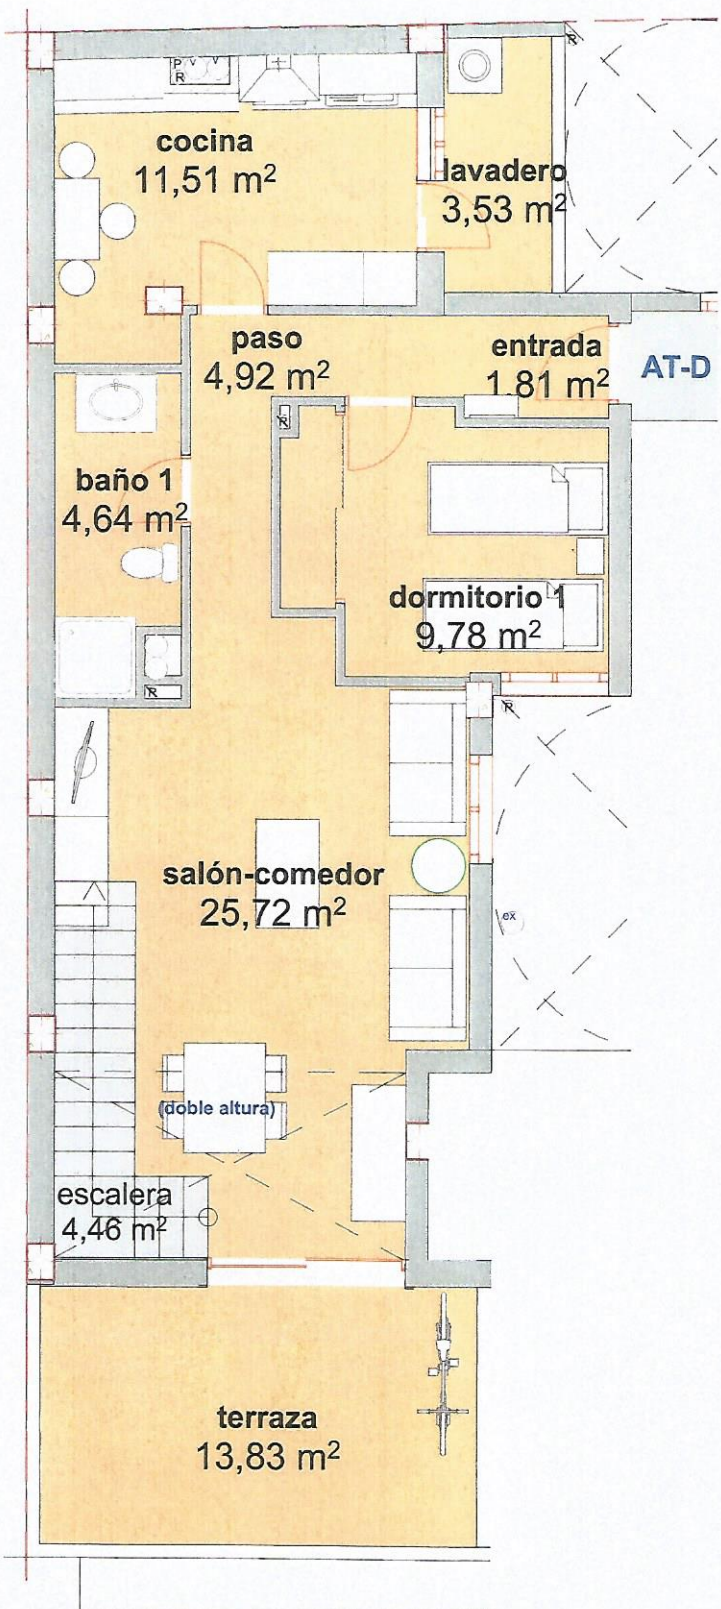 R
P V V
R
cocina
11,51 m²
lavadero
3,53 m²
paso
4,92 m²
entrada
1.81 m²
AT-D
R
baño 1
4,64 m²
dormitorio 1
9,78 m²
R
R
salón-comedor
25,72 m²
ex
(doble altura)
escalera
4,46 m²
terraza
13,83 m²